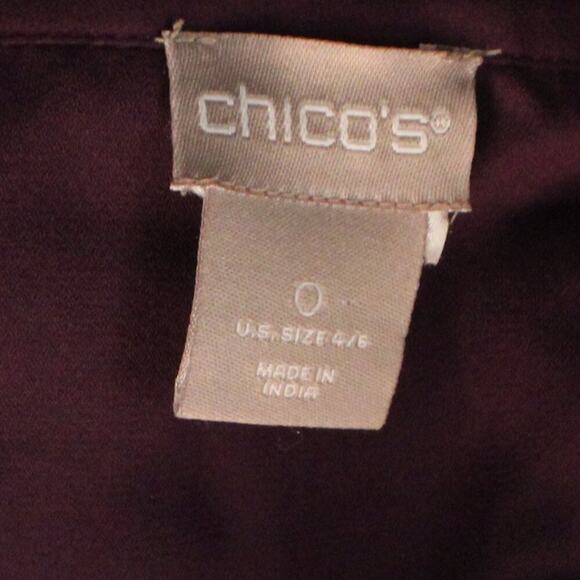 chico's®
0
U.S. SIZE 4/6
MADE IN
INDIA